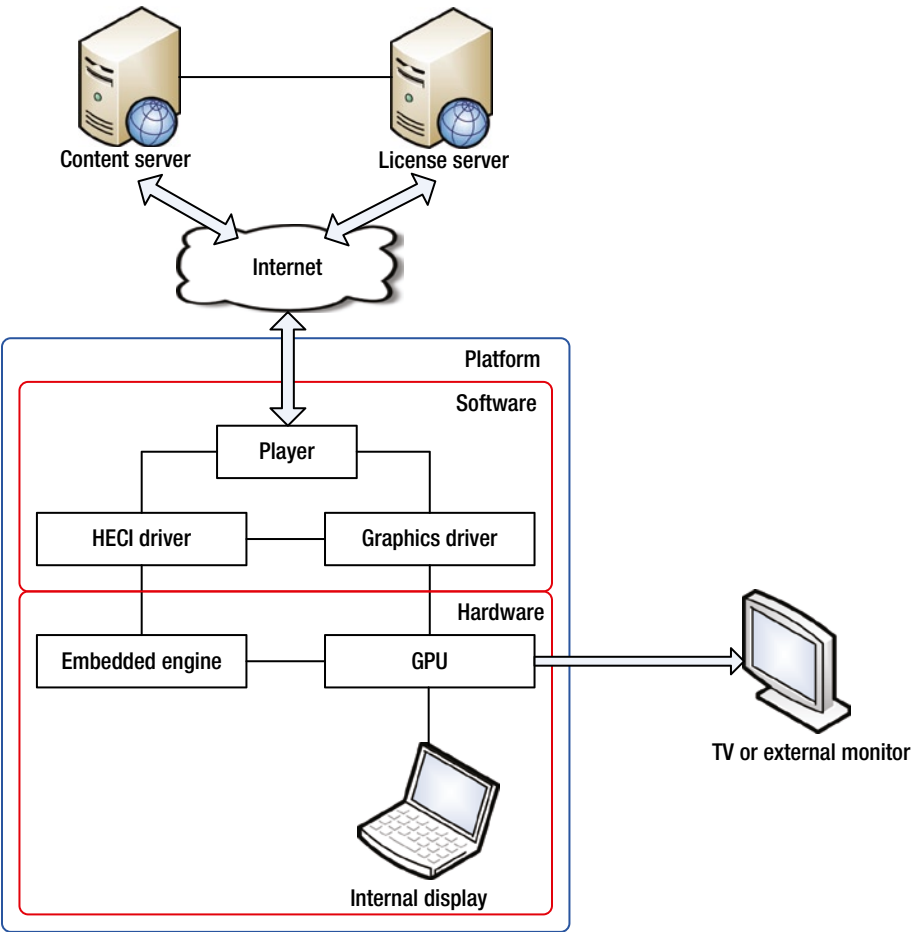 Content server
License server
Internet
Platform
Software
Player
HECI driver
Graphics driver
Hardware
Embedded engine
GPU
TV or external monitor
Internal display